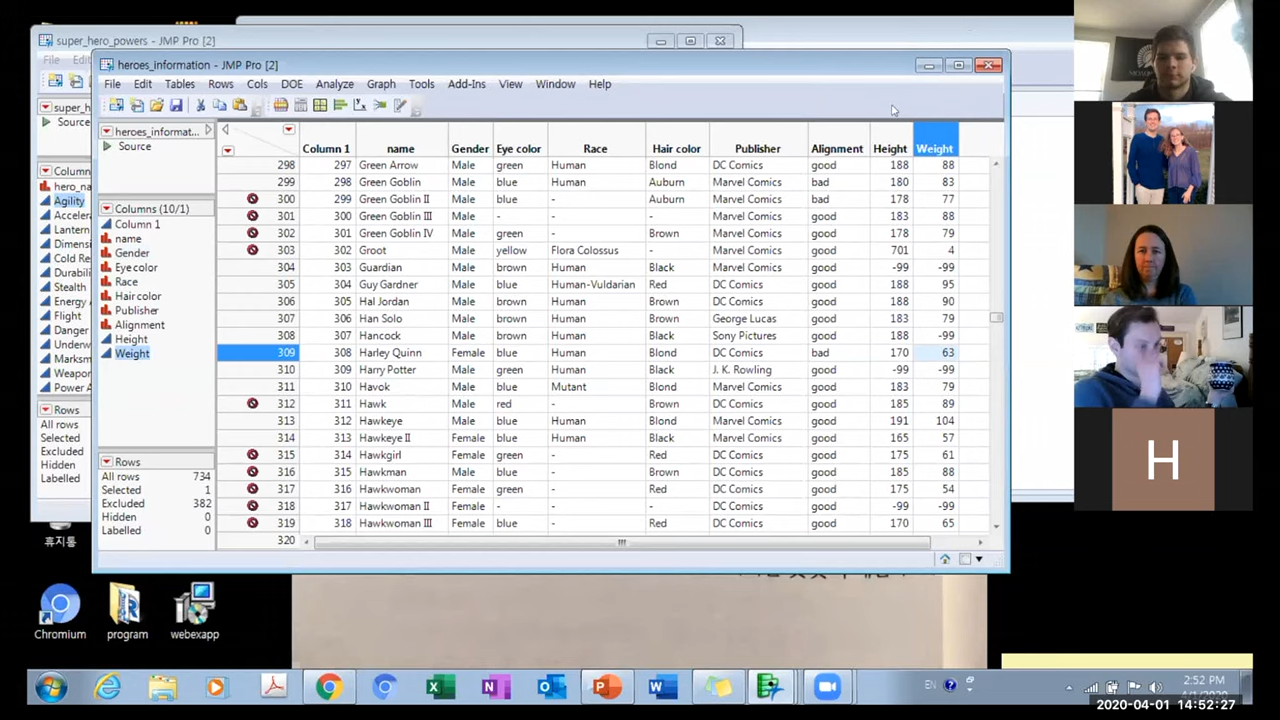 super_hero_powers - JMP Pro [2]
heroes_information - JMP Pro [2]
File Edit Tables Rows Cols DOE Analyze Graph Tools Add-Ins View Window Help
heroes_informat...
Source
Columns (10/1)
Column 1
name
Gender
Eye color
Race
Hair color
Publisher
Alignment
Height
Weight
Rows
All rows 734
Selected 1
Excluded 382
Hidden 0
Labelled 0
Column 1 name Gender Eye color Race Hair color Publisher Alignment Height Weight
298 297 Green Arrow Male green Human Blond DC Comics good 188 88
299 298 Green Goblin Male blue Human Auburn Marvel Comics bad 180 83
300 299 Green Goblin II Male blue - Auburn Marvel Comics bad 178 77
301 300 Green Goblin III Male - - - Marvel Comics good 183 88
302 301 Green Goblin IV Male green - Brown Marvel Comics good 178 79
303 302 Groot Male yellow Flora Colossus - Marvel Comics good 701 4
304 303 Guardian Male brown Human Black Marvel Comics good -99 -99
305 304 Guy Gardner Male blue Human-Vuldarian Red DC Comics good 188 95
306 305 Hal Jordan Male brown Human Brown DC Comics good 188 90
307 306 Han Solo Male brown Human Brown George Lucas good 183 79
308 307 Hancock Male brown Human Black Sony Pictures good 188 -99
309 308 Harley Quinn Female blue Human Blond DC Comics bad 170 63
310 309 Harry Potter Male green Human Black J. K. Rowling good -99 -99
311 310 Havok Male blue Mutant Blond Marvel Comics good 183 79
312 311 Hawk Male red - Brown DC Comics good 185 89
313 312 Hawkeye Male blue Human Blond Marvel Comics good 191 104
314 313 Hawkeye II Female blue Human Black Marvel Comics good 165 57
315 314 Hawkgirl Female green - Red DC Comics good 175 61
316 315 Hawkman Male blue - Brown DC Comics good 185 88
317 316 Hawkwoman Female green - Red DC Comics good 175 54
318 317 Hawkwoman II Female - - - DC Comics good -99 -99
319 318 Hawkwoman III Female blue - Red DC Comics good 170 65
320
File
super_h
Source
Column
hero_na
Agility
Accelera
Lantern
Dimens
Cold Re
Durabili
Stealth
Energy
Flight
Danger
Underw
Marksm
Weapo
Power
Rows
All rows
Selected
Excluded
Hidden
Labelled
휴지통
Chromium
program
webexapp
H
EN
2:52 PM
4/1/2020
2020-04-01 14:52:27